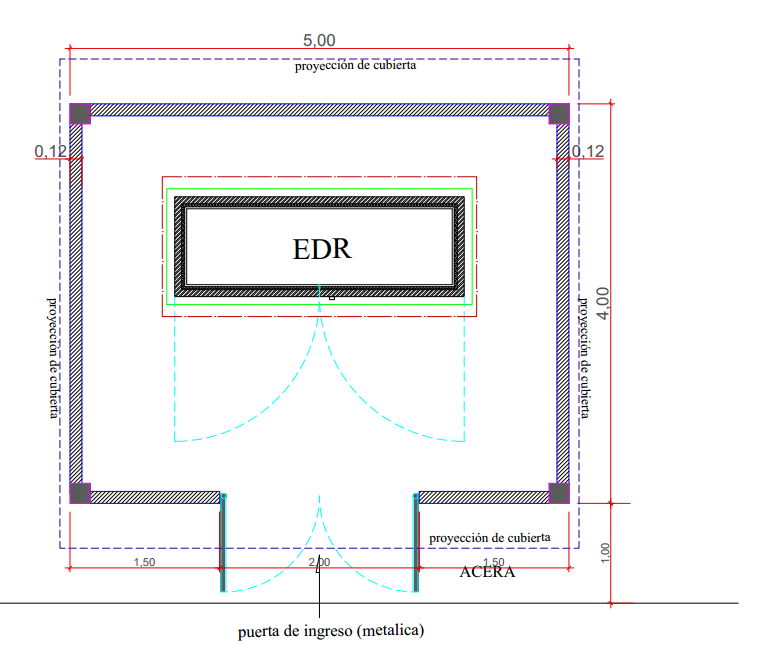 5,00
proyección de cubierta
0,12
0,12
EDR
4,00
proyección de cubierta
proyección de cubierta
proyección de cubierta
1,50
2,00
1,50
1,00
ACERA
puerta de ingreso (metalica)